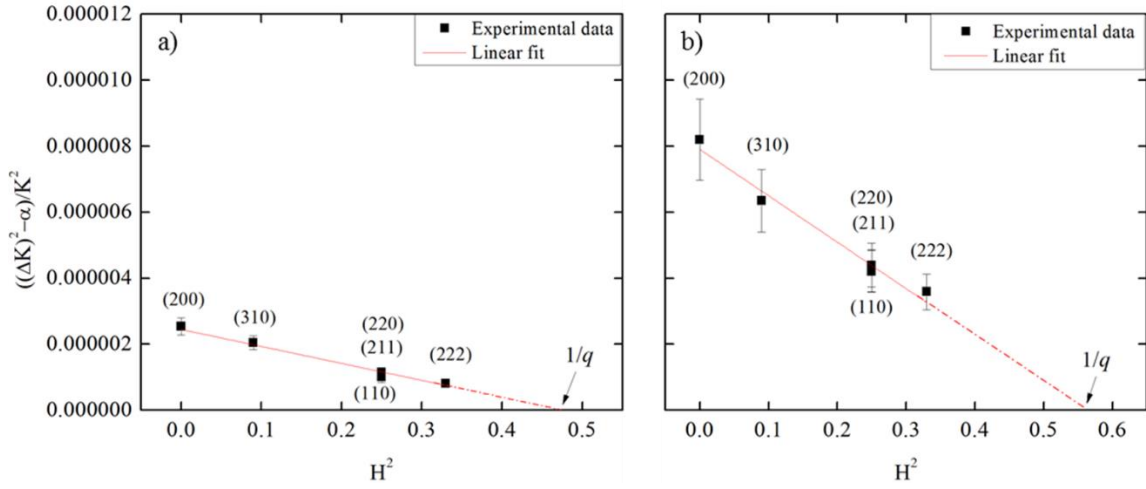 a)
Experimental data
Linear fit
0.000012
0.000010
0.000008
0.000006
0.000004
0.000002
0.000000
((ΔK)²−α)/K²
(200)
(310)
(220)
(211)
(110)
(222)
1/q
0.0 0.1 0.2 0.3 0.4 0.5
H²
b)
Experimental data
Linear fit
(200)
(310)
(220)
(211)
(222)
(110)
1/q
0.0 0.1 0.2 0.3 0.4 0.5 0.6
H²